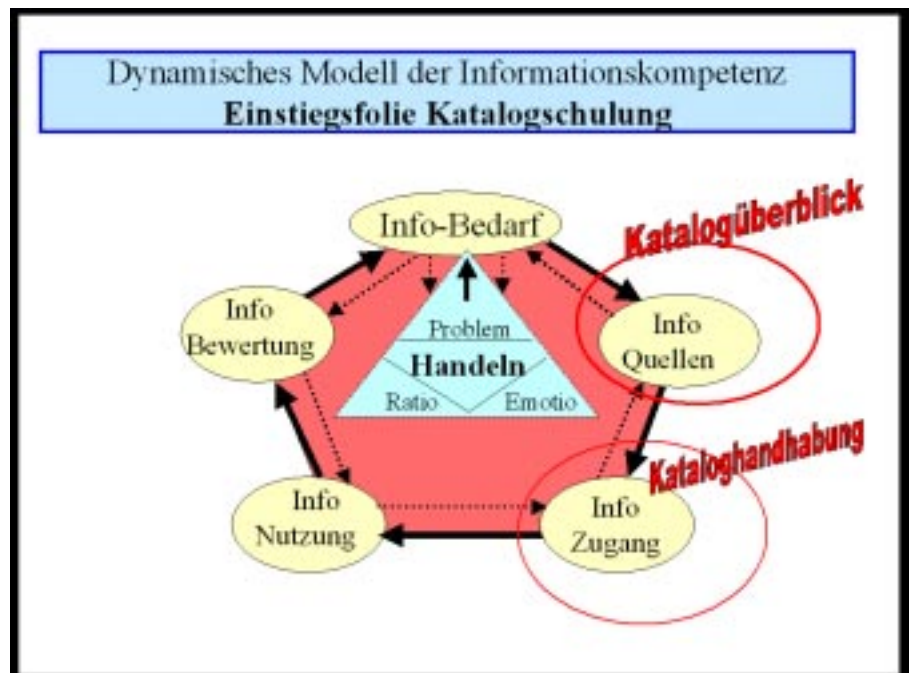 Dynamisches Modell der Informationskompetenz
Einstiegsfolie Katalogschulung
Katalogüberblick
Info-Bedarf
Info
Bewertung
Info
Quellen
Problem
Handeln
Ratio
Emotio
Kataloghandhabung
Info
Nutzung
Info
Zugang